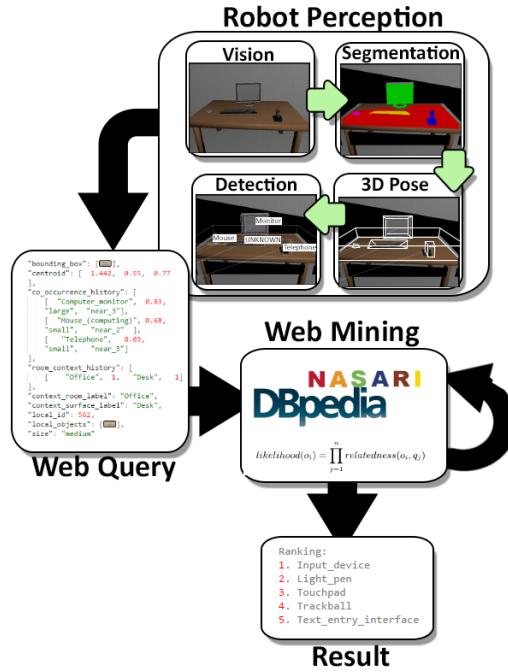 Robot Perception
Vision
Segmentation
Detection
3D Pose
Monitor
Mouse
UNKNOWN
Telephone
"bounding_box": [...],
"centroid": [ 1.442, 0.55, 0.77
],
"co_occurrence_history": [
[ "Computer_monitor", 0.83,
"large", "near_3"],
[ "Mouse_(computing)", 0.68,
"small", "near_2" ],
[ "Telephone", 0.69,
"small", "near_3"]
],
"room_context_history": [
[ "Office", 1, "Desk", 1]
],
"context_room_label": "Office",
"context_surface_label": "Desk",
"local_id": 562,
"local_objects": [...],
"size": "medium"
Web Query
Web Mining
NASARI
DBpedia
likelihood(o_i) = ∏_{j=1}^{n} relatedness(o_i, q_j)
Ranking:
1. Input_device
2. Light_pen
3. Touchpad
4. Trackball
5. Text_entry_interface
Result